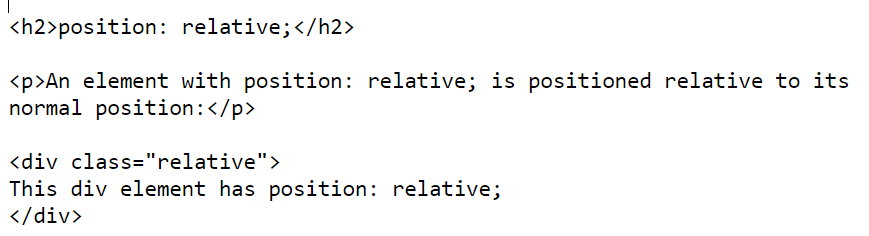 <h2>position: relative;</h2>
<p>An element with position: relative; is positioned relative to its
normal position:</p>
<div class="relative">
This div element has position: relative;
</div>